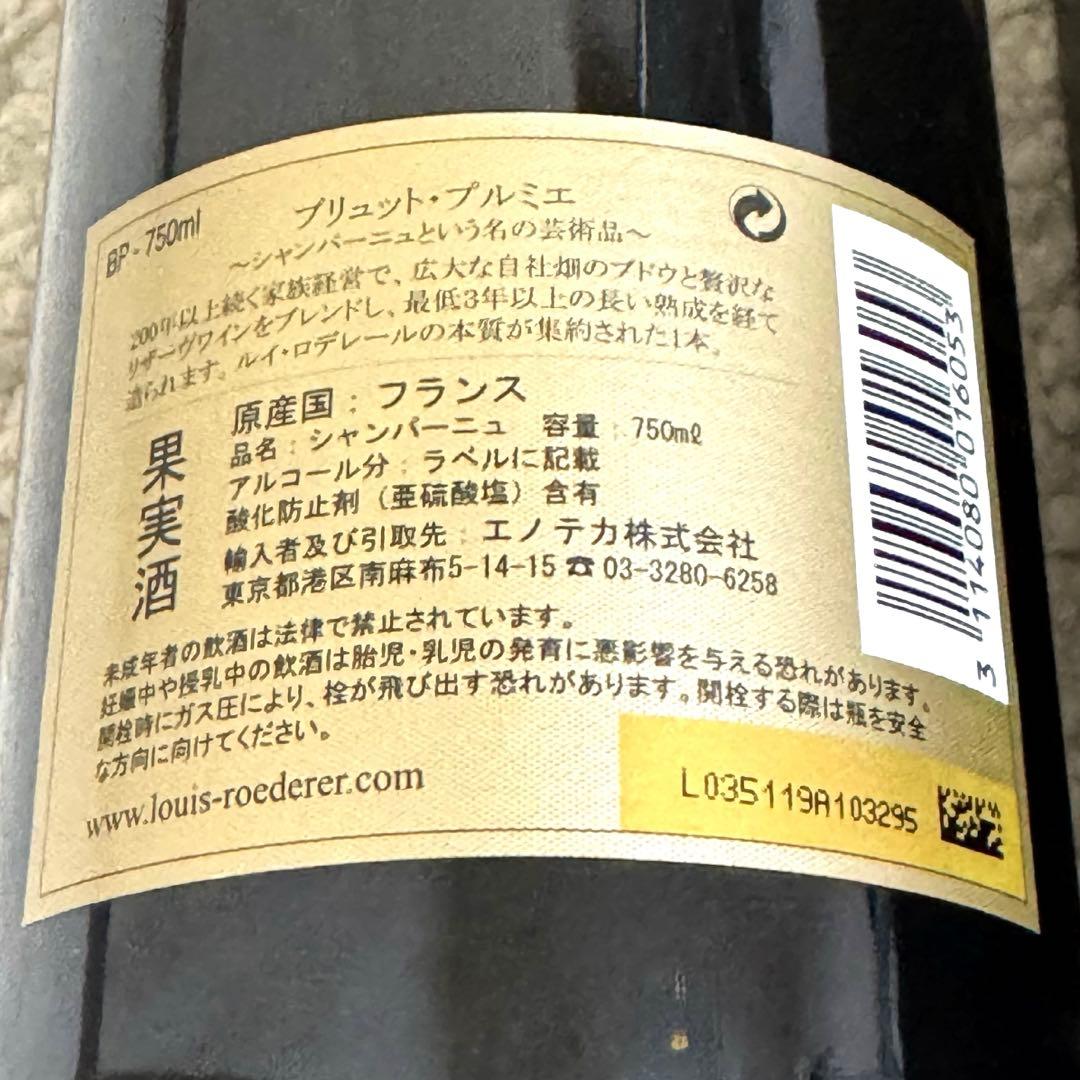 BP - 750ml
ブリュット・プルミエ
～シャンパーニュという名の芸術品～
200年以上続く家族経営で、広大な自社畑のブドウと贅沢な
リザーヴワインをブレンドし、最低3年以上の長い熟成を経て
造られます。ルイ・ロデレールの本質が集約された1本。
果実酒
原産国：フランス
品名：シャンパーニュ 容量：750mℓ
アルコール分：ラベルに記載
酸化防止剤（亜硫酸塩）含有
輸入者及び引取先：エノテカ株式会社
東京都港区南麻布5-14-15 ☎ 03-3280-6258
未成年者の飲酒は法律で禁止されています。
妊娠中や授乳中の飲酒は胎児・乳児の発育に悪影響を与える恐れがあります。
開栓時にガス圧により、栓が飛び出す恐れがあります。開栓する際は瓶を安全
な方向に向けてください。
www.louis-roederer.com
L035119A103295
3 114080 016053